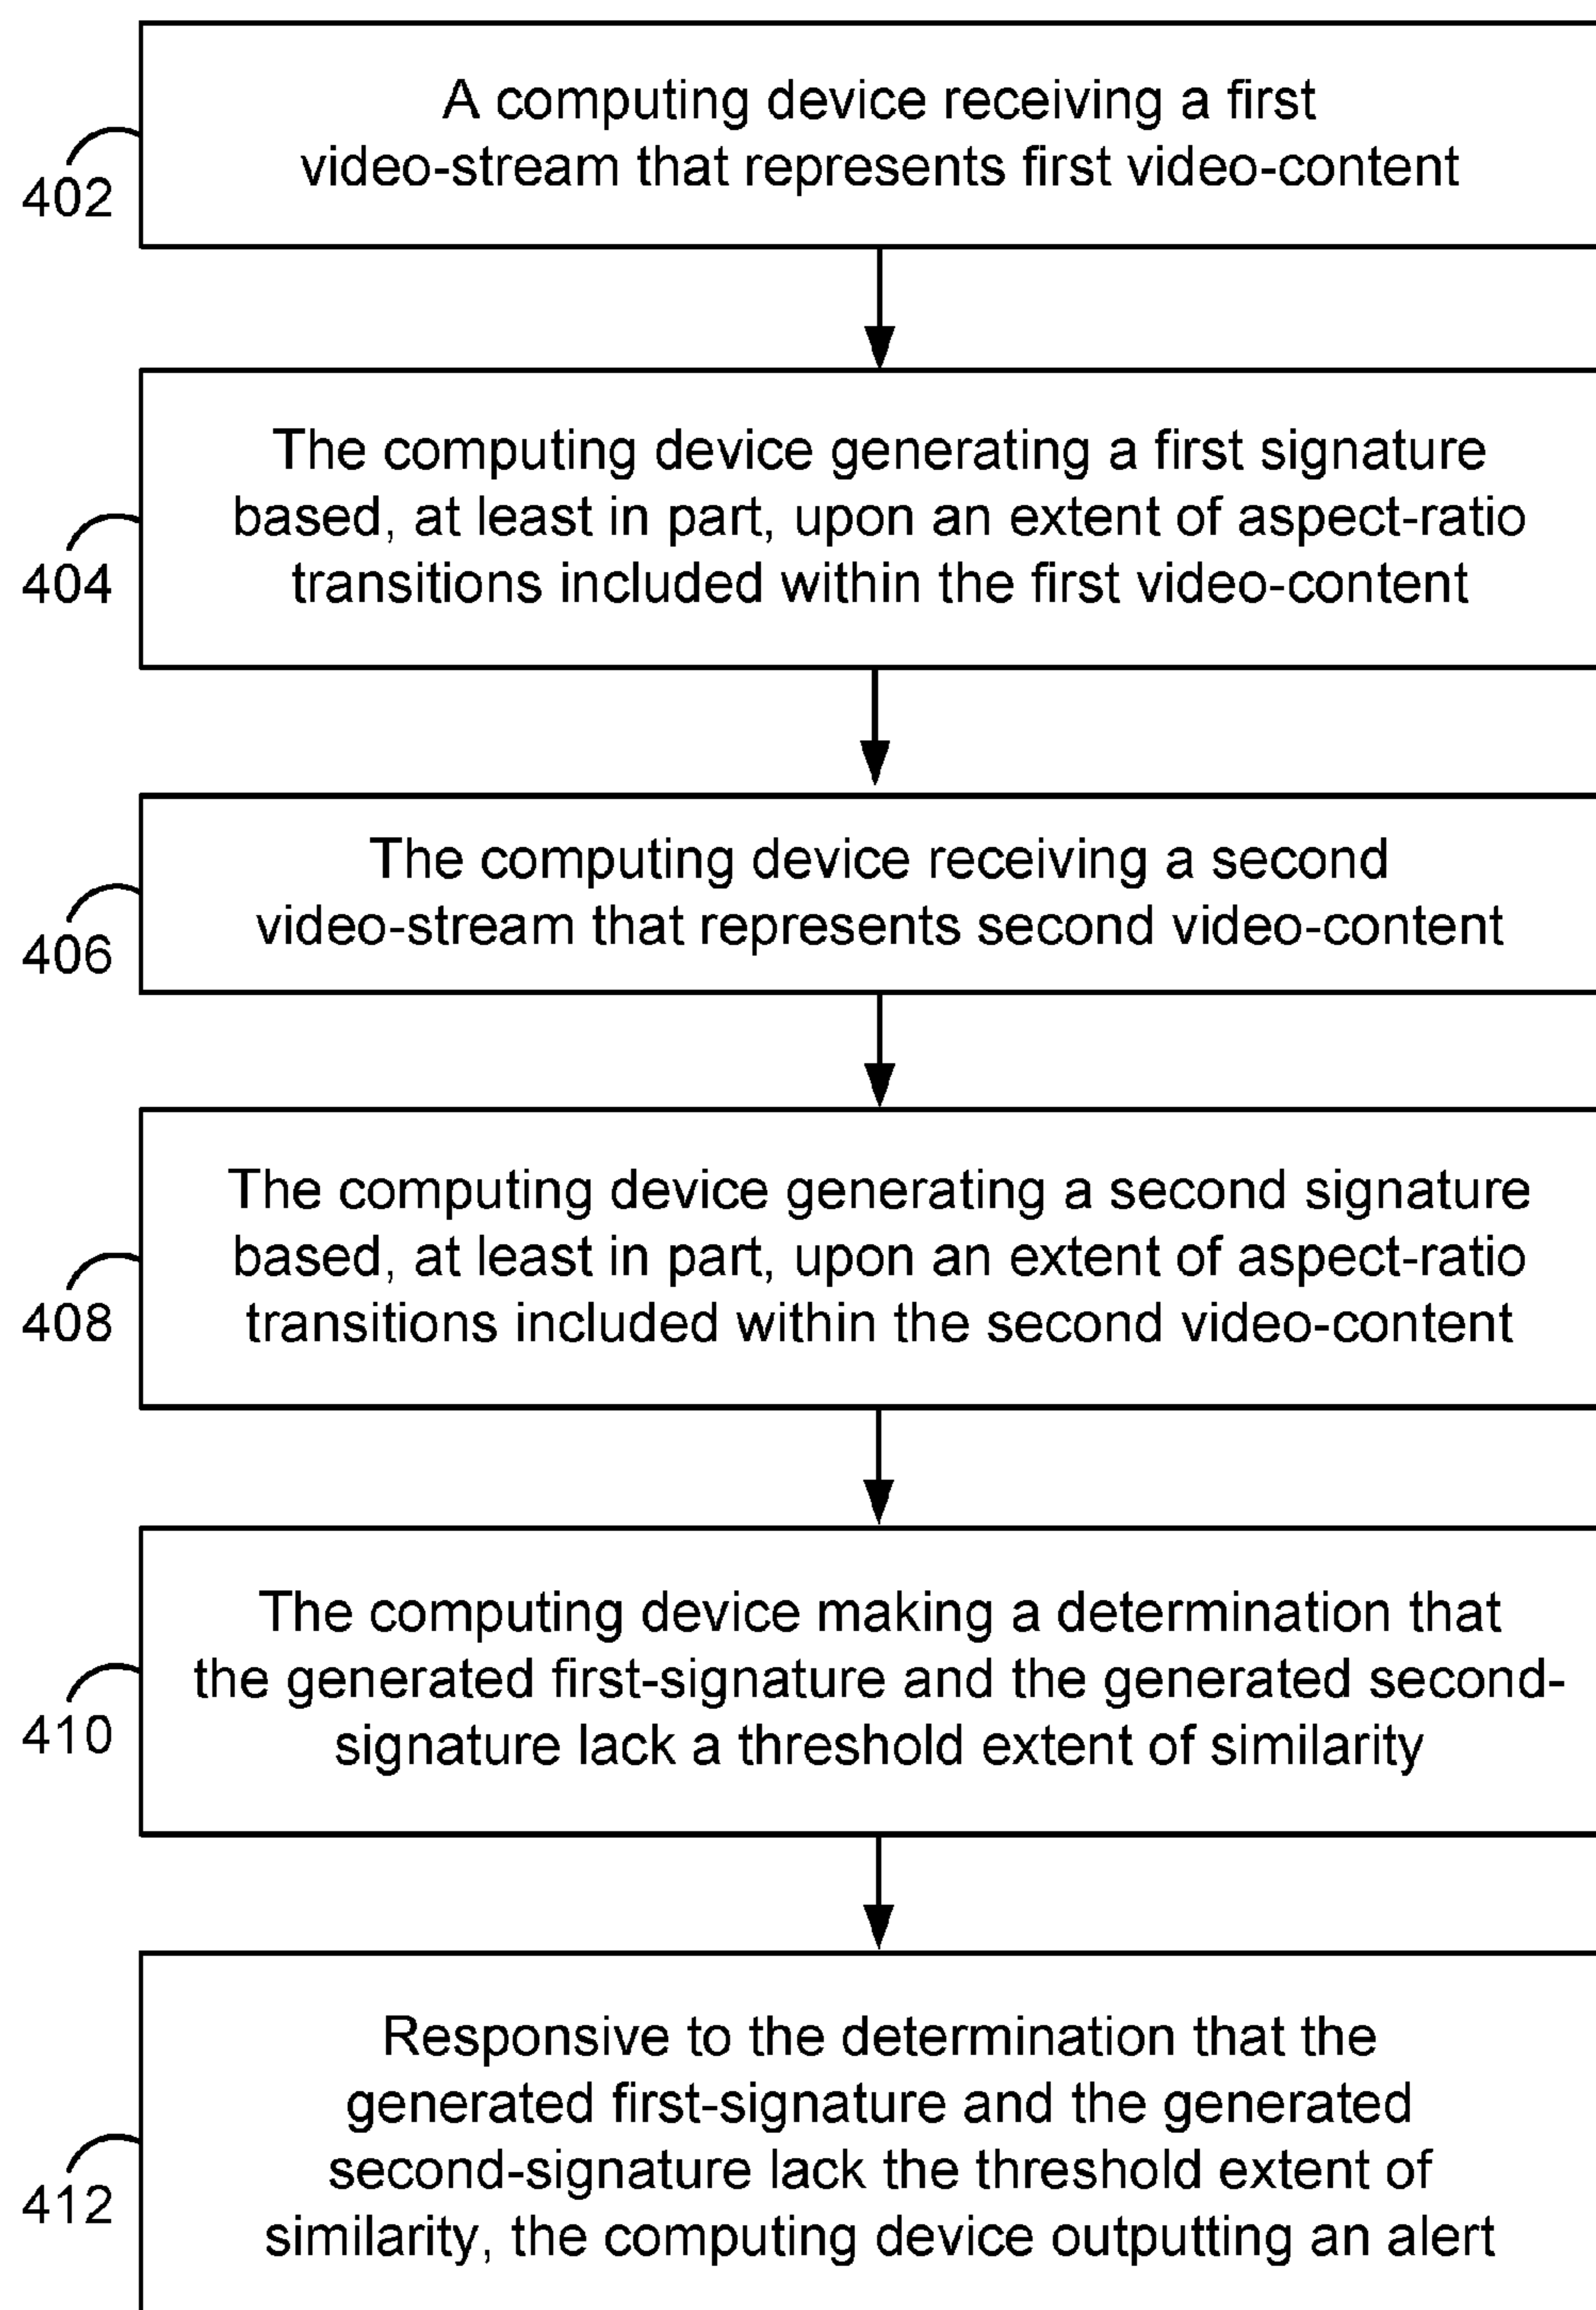 A computing device receiving a first
video-stream that represents first video-content
402
The computing device generating a first signature
based, at least in part, upon an extent of aspect-ratio
transitions included within the first video-content
404
The computing device receiving a second
video-stream that represents second video-content
406
The computing device generating a second signature
based, at least in part, upon an extent of aspect-ratio
transitions included within the second video-content
408
The computing device making a determination that
the generated first-signature and the generated second-
signature lack a threshold extent of similarity
410
Responsive to the determination that the
generated first-signature and the generated
second-signature lack the threshold extent of
similarity, the computing device outputting an alert
412